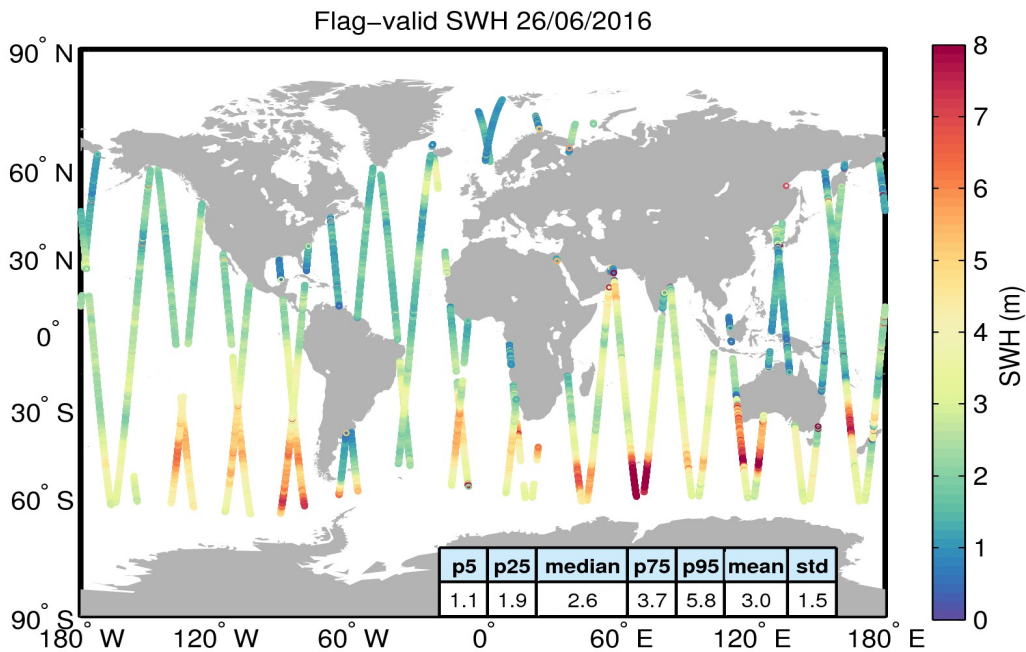 Flag−valid SWH 26/06/2016
90° N
60° N
30° N
0°
30° S
60° S
90° S
180° W
120° W
60° W
0°
60° E
120° E
180° E
p5 p25 median p75 p95 mean std
1.1 1.9 2.6 3.7 5.8 3.0 1.5
8
7
6
5
4
3
2
1
0
SWH (m)